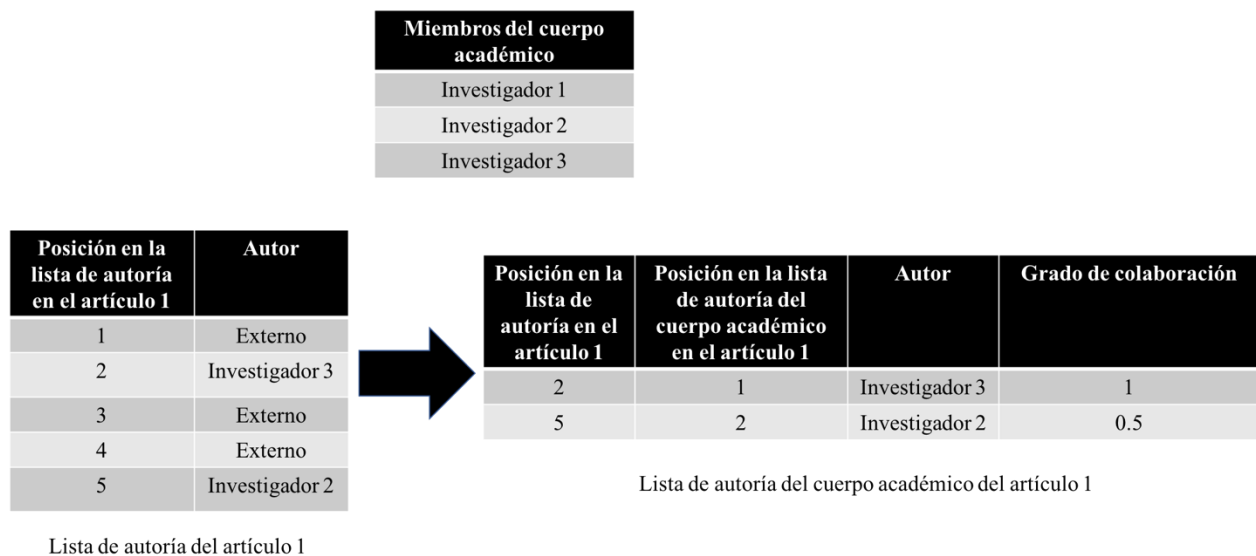 Miembros del cuerpo
académico
Investigador 1
Investigador 2
Investigador 3
Posición en la
lista de autoría
en el artículo 1
Autor
1
Externo
2
Investigador 3
3
Externo
4
Externo
5
Investigador 2
Lista de autoría del artículo 1
Posición en la
lista de
autoría en el
artículo 1
Posición en la lista
de autoría del
cuerpo académico
en el artículo 1
Autor
Grado de colaboración
2
1
Investigador 3
1
5
2
Investigador 2
0.5
Lista de autoría del cuerpo académico del artículo 1